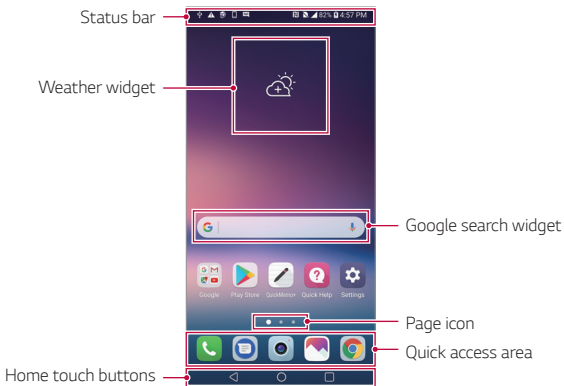 Status bar
82% 4:57 PM
Weather widget
G
Google search widget
Google Play Store QuickMemo+ Quick Help Settings
Page icon
Quick access area
Home touch buttons